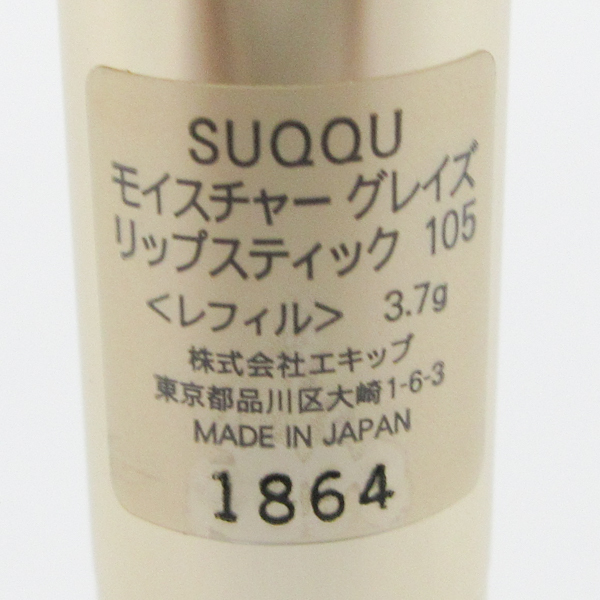 SUQQU
モイスチャー グレイズ
リップスティック 105
<レフィル> 3.7g
株式会社エキップ
東京都品川区大崎1-6-3
MADE IN JAPAN
1864